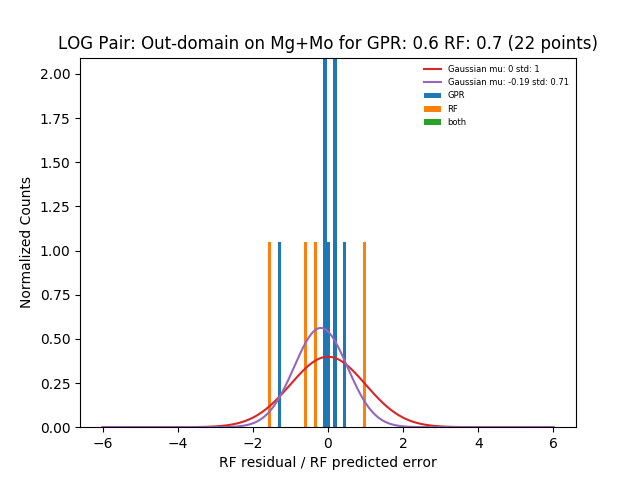 LOG Pair: Out-domain on Mg+Mo for GPR: 0.6 RF: 0.7 (22 points)
Gaussian mu: 0 std: 1
Gaussian mu: -0.19 std: 0.71
GPR
RF
both
Normalized Counts
2.00
1.75
1.50
1.25
1.00
0.75
0.50
0.25
0.00
−6 −4 −2 0 2 4 6
RF residual / RF predicted error